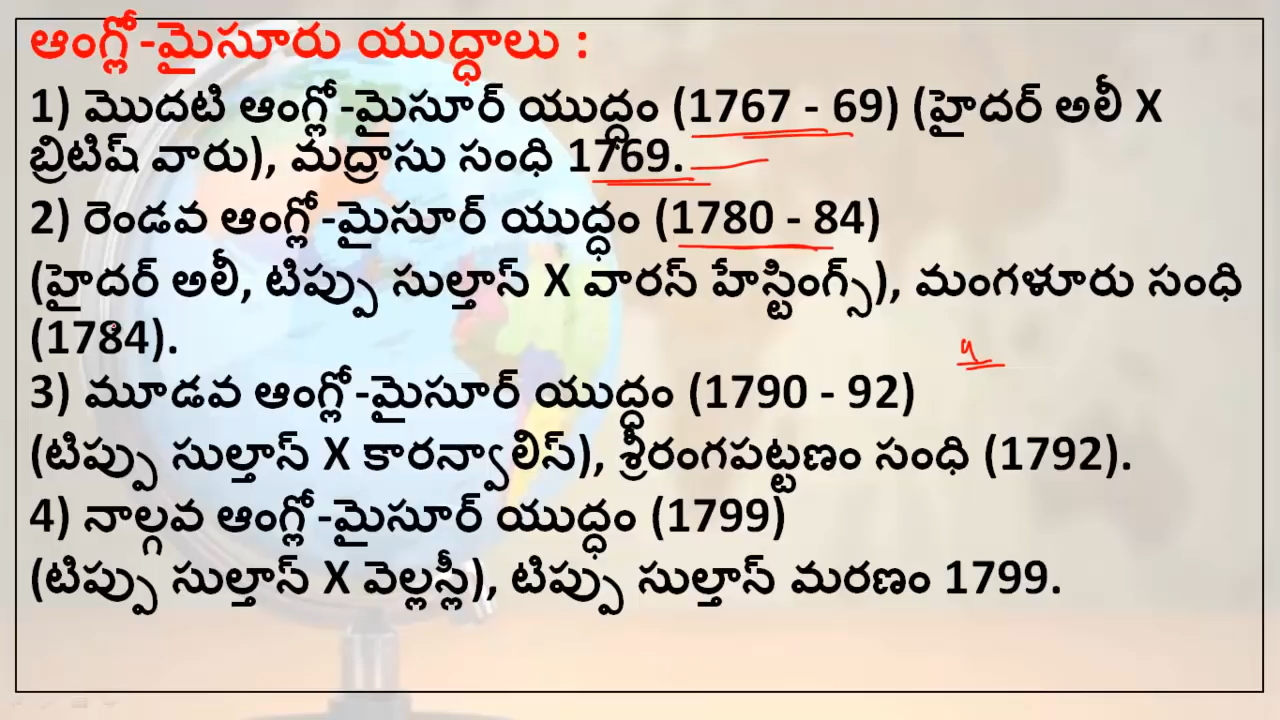 ఆంగ్లో-మైసూరు యుద్ధాలు :
1) మొదటి ఆంగ్లో-మైసూర్ యుద్ధం (1767 - 69) (హైదర్ అలీ X
బ్రిటిష్ వారు), మద్రాసు సంధి 1769.
2) రెండవ ఆంగ్లో-మైసూర్ యుద్ధం (1780 - 84)
(హైదర్ అలీ, టిప్పు సుల్తాన్ X వారన్ హేస్టింగ్స్), మంగళూరు సంధి
(1784).
3) మూడవ ఆంగ్లో-మైసూర్ యుద్ధం (1790 - 92)
(టిప్పు సుల్తాన్ X కారన్వాలిస్), శ్రీరంగపట్టణం సంధి (1792).
4) నాల్గవ ఆంగ్లో-మైసూర్ యుద్ధం (1799)
(టిప్పు సుల్తాన్ X వెల్లస్లీ), టిప్పు సుల్తాన్ మరణం 1799.